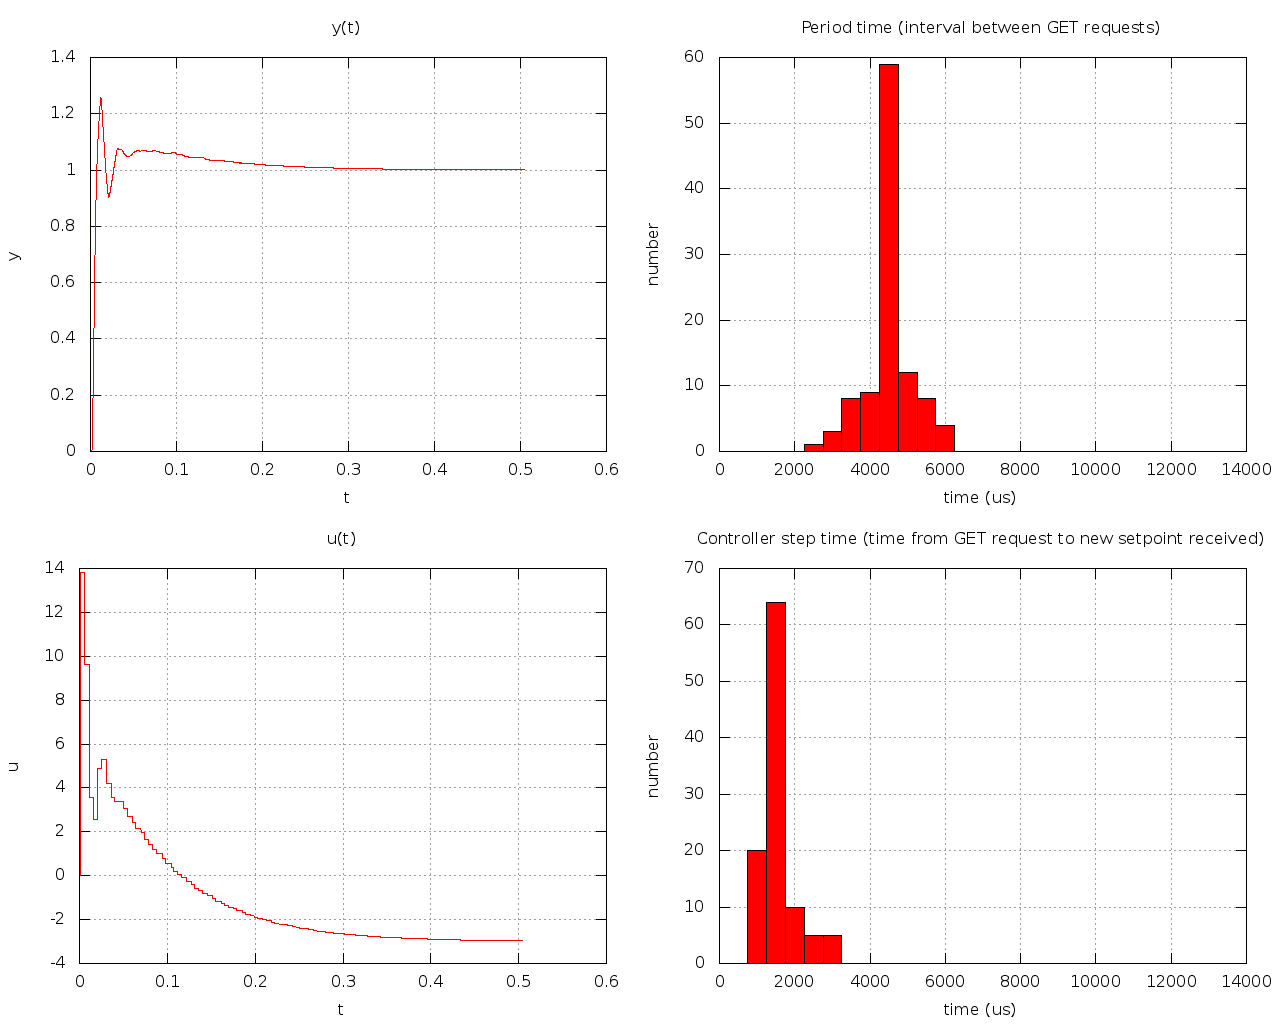 y(t)
1.4
1.2
1
0.8
0.6
0.4
0.2
0
y
0 0.1 0.2 0.3 0.4 0.5 0.6
t
Period time (interval between GET requests)
60
50
40
30
20
10
0
number
0 2000 4000 6000 8000 10000 12000 14000
time (us)
u(t)
14
12
10
8
6
4
2
0
-2
-4
u
0 0.1 0.2 0.3 0.4 0.5 0.6
t
Controller step time (time from GET request to new setpoint received)
70
60
50
40
30
20
10
0
number
0 2000 4000 6000 8000 10000 12000 14000
time (us)